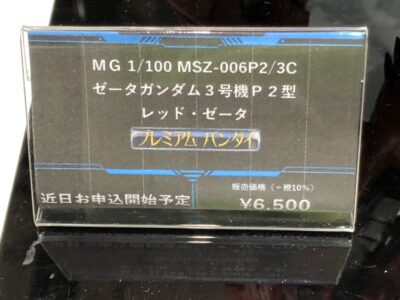 MG 1/100 MSZ-006P2/3C
ゼータガンダム3号機P2型
レッド・ゼータ
プレミアム バンダイ
販売価格(+税10%)
近日お申込開始予定
¥6,500